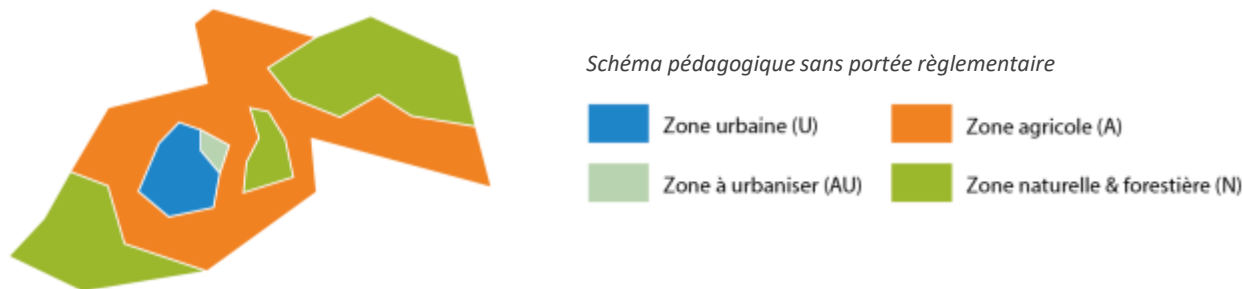 Schéma pédagogique sans portée règlementaire
Zone urbaine (U)
Zone agricole (A)
Zone à urbaniser (AU)
Zone naturelle & forestière (N)